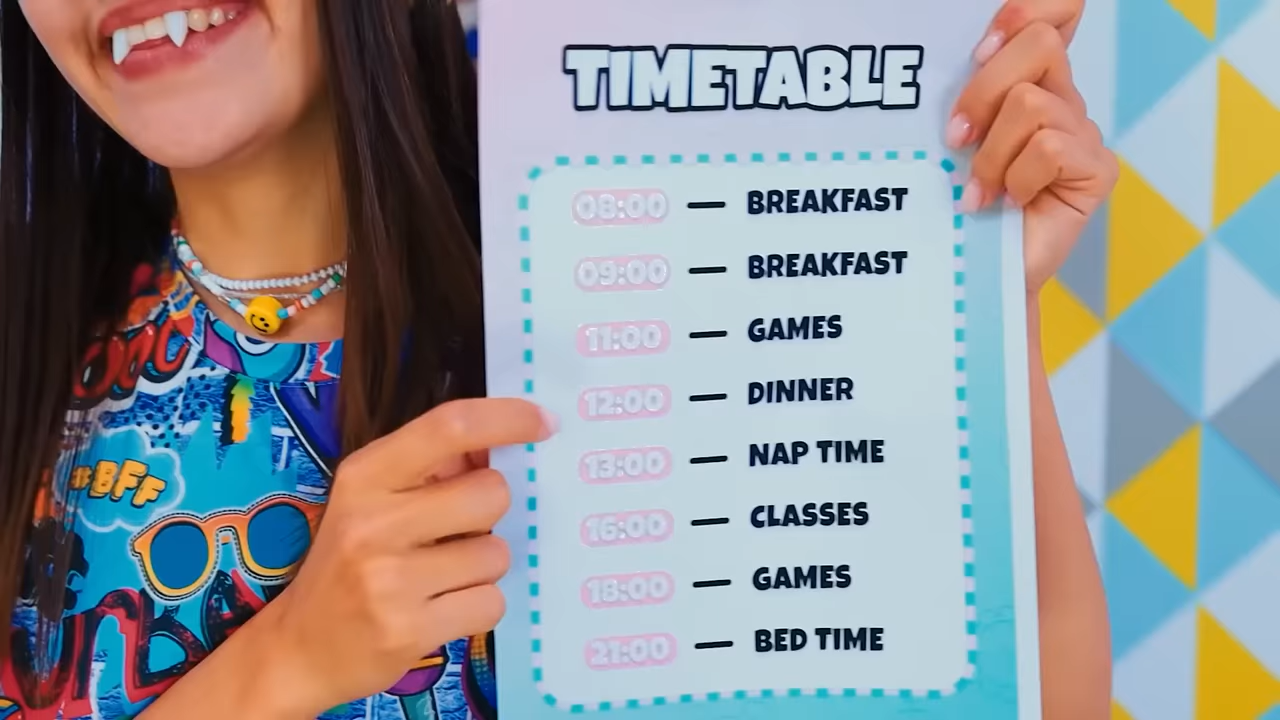 TIMETABLE
08:00 — BREAKFAST
09:00 — BREAKFAST
11:00 — GAMES
12:00 — DINNER
13:00 — NAP TIME
16:00 — CLASSES
18:00 — GAMES
21:00 — BED TIME
#BFF